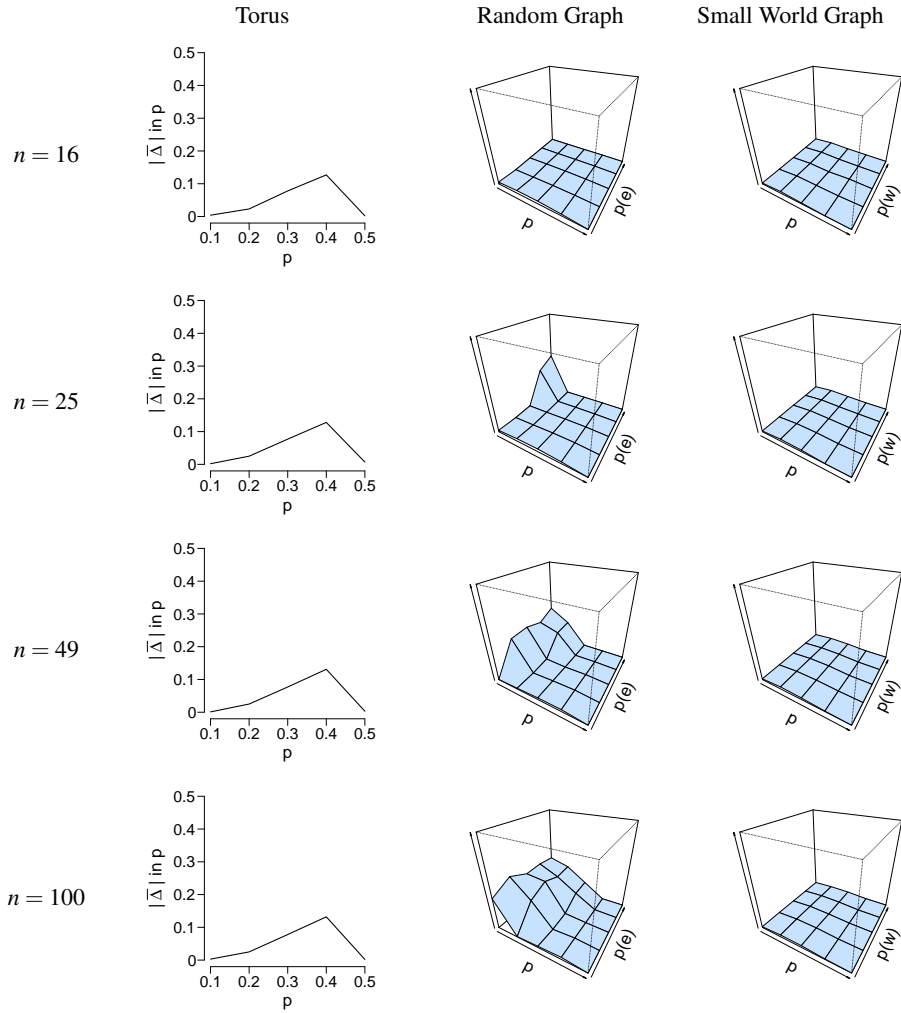 Torus Random Graph Small World Graph
n = 16
| Δ̅ | in p
0.5
0.4
0.3
0.2
0.1
0
0.1 0.2 0.3 0.4 0.5
p
p
p(e)
p
p(w)
n = 25
| Δ̅ | in p
0.5
0.4
0.3
0.2
0.1
0
0.1 0.2 0.3 0.4 0.5
p
p
p(e)
p
p(w)
n = 49
| Δ̅ | in p
0.5
0.4
0.3
0.2
0.1
0
0.1 0.2 0.3 0.4 0.5
p
p
p(e)
p
p(w)
n = 100
| Δ̅ | in p
0.5
0.4
0.3
0.2
0.1
0
0.1 0.2 0.3 0.4 0.5
p
p
p(e)
p
p(w)